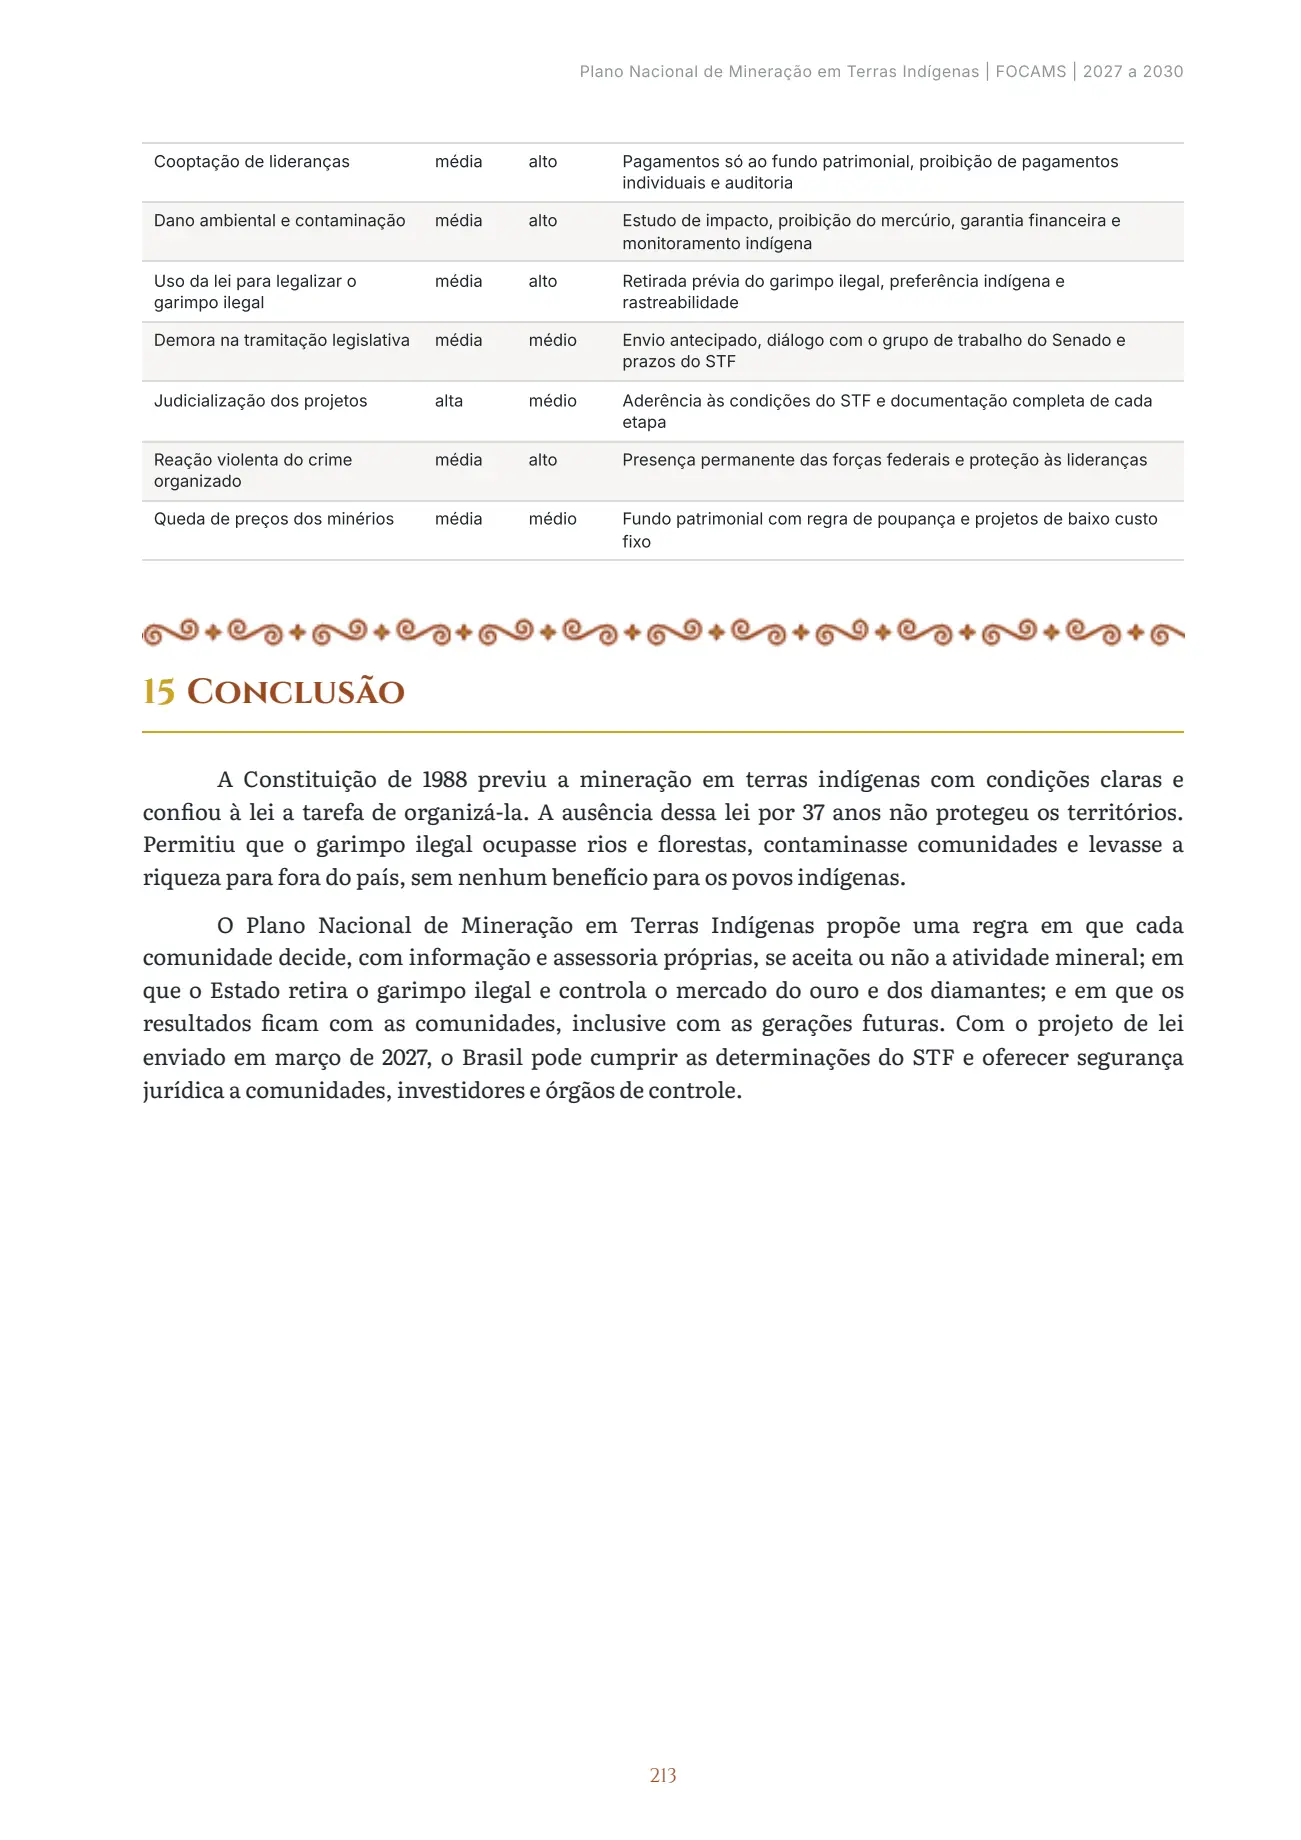 Plano Nacional de Mineração em Terras Indígenas | FOCAMS | 2027 a 2030
Cooptação de lideranças média alto Pagamentos só ao fundo patrimonial, proibição de pagamentos
individuais e auditoria
Dano ambiental e contaminação média alto Estudo de impacto, proibição do mercúrio, garantia financeira e
monitoramento indígena
Uso da lei para legalizar o média alto Retirada prévia do garimpo ilegal, preferência indígena e
garimpo ilegal rastreabilidade
Demora na tramitação legislativa média médio Envio antecipado, diálogo com o grupo de trabalho do Senado e
prazos do STF
Judicialização dos projetos alta médio Aderência às condições do STF e documentação completa de cada
etapa
Reação violenta do crime média alto Presença permanente das forças federais e proteção às lideranças
organizado
Queda de preços dos minérios média médio Fundo patrimonial com regra de poupança e projetos de baixo custo
fixo
15 Conclusão
A Constituição de 1988 previu a mineração em terras indígenas com condições claras e
confiou à lei a tarefa de organizá-la. A ausência dessa lei por 37 anos não protegeu os territórios.
Permitiu que o garimpo ilegal ocupasse rios e florestas, contaminasse comunidades e levasse a
riqueza para fora do país, sem nenhum benefício para os povos indígenas.
O Plano Nacional de Mineração em Terras Indígenas propõe uma regra em que cada
comunidade decide, com informação e assessoria próprias, se aceita ou não a atividade mineral; em
que o Estado retira o garimpo ilegal e controla o mercado do ouro e dos diamantes; e em que os
resultados ficam com as comunidades, inclusive com as gerações futuras. Com o projeto de lei
enviado em março de 2027, o Brasil pode cumprir as determinações do STF e oferecer segurança
jurídica a comunidades, investidores e órgãos de controle.
213